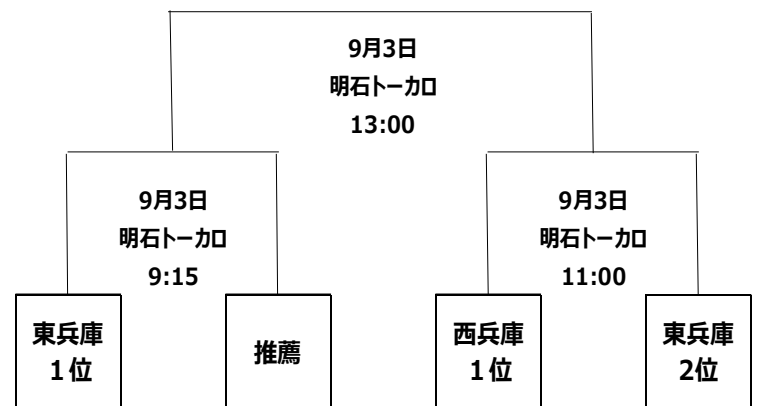 9月3日
明石トーカロ
13:00
9月3日
明石トーカロ
9:15
9月3日
明石トーカロ
11:00
東兵庫
１位
推薦
西兵庫
１位
東兵庫
2位